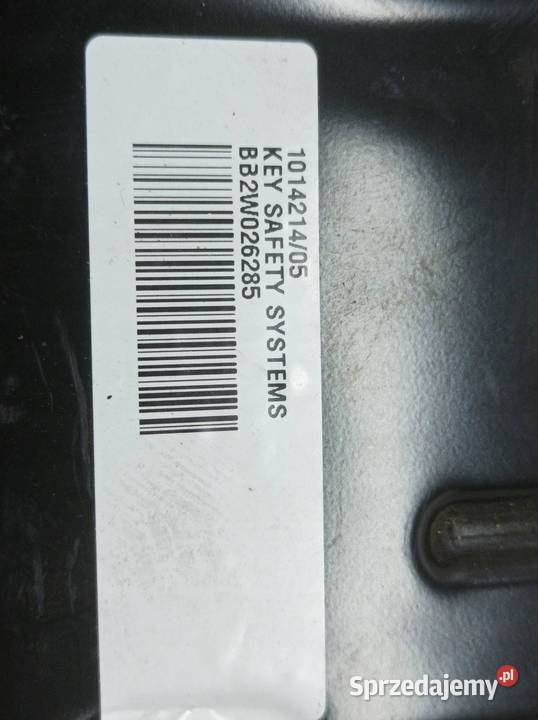 1014214/05
KEY SAFETY SYSTEMS
BB2W026285
Sprzedajemy.pl